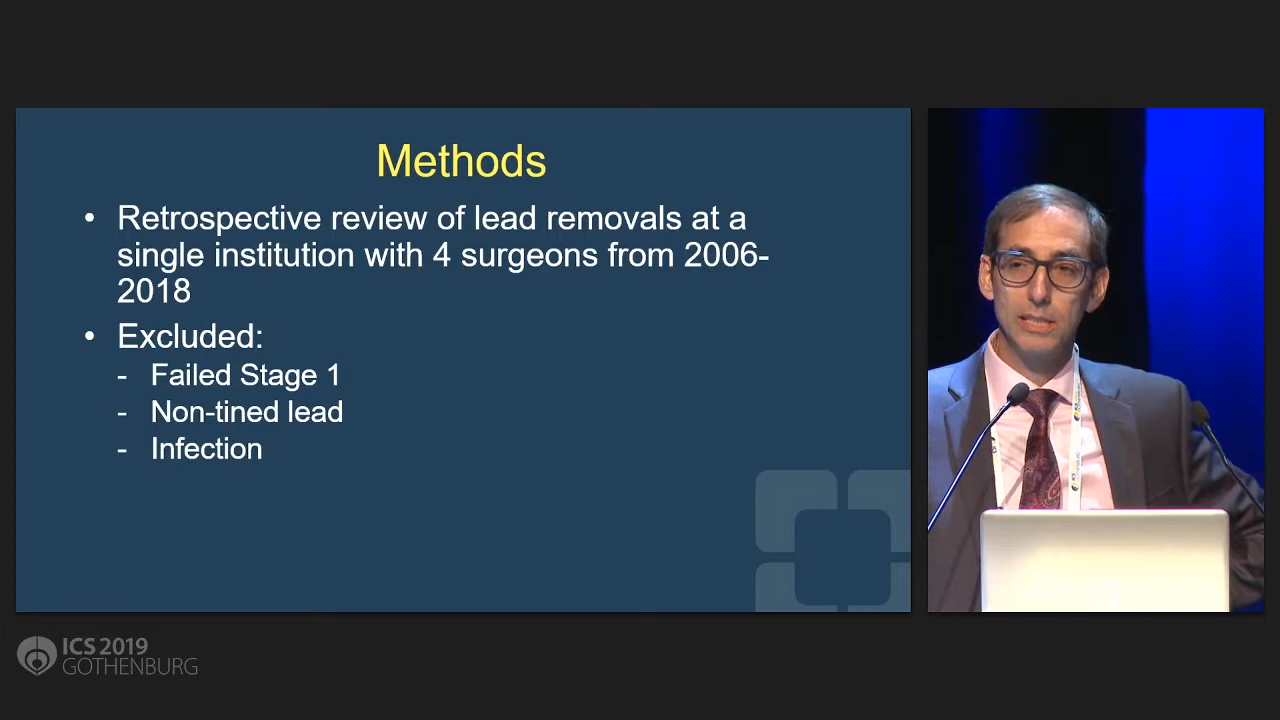 Methods
• Retrospective review of lead removals at a
single institution with 4 surgeons from 2006-
2018
• Excluded:
- Failed Stage 1
- Non-tined lead
- Infection
ICS 2019
GOTHENBURG